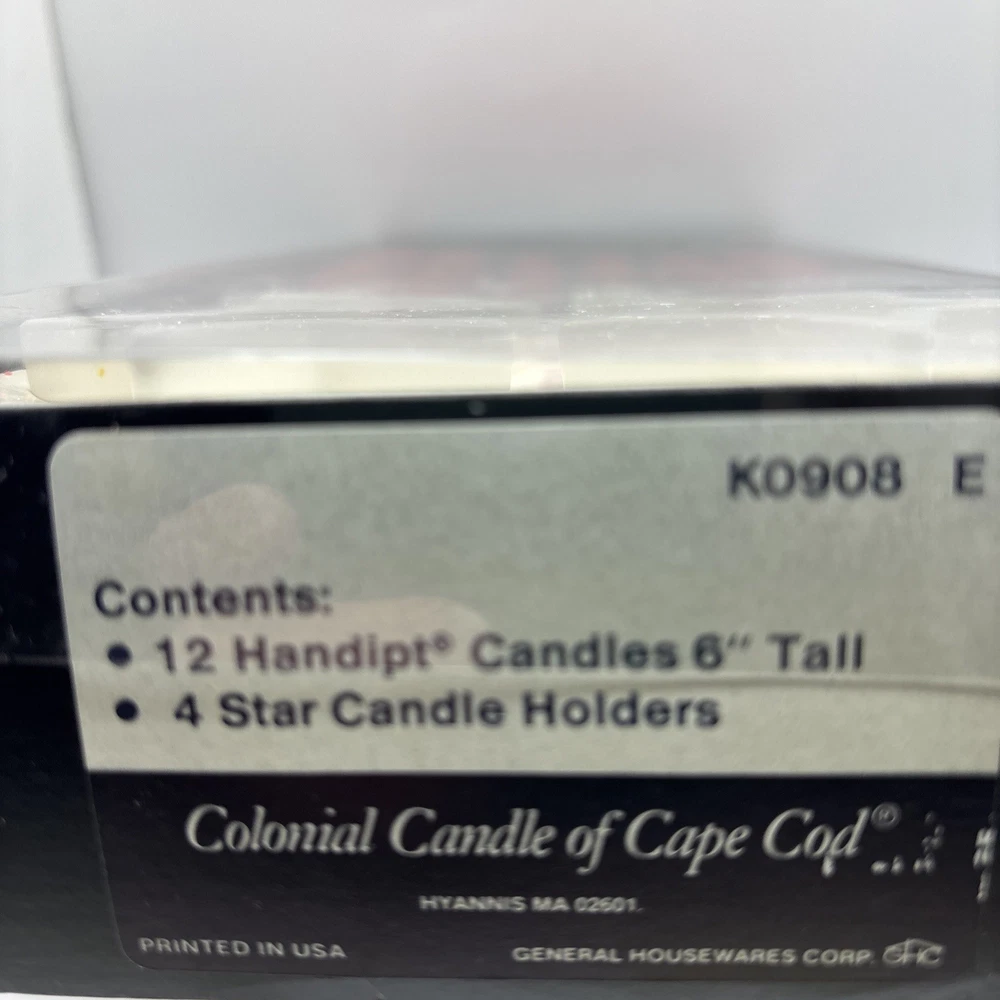 K0908 E
Contents:
• 12 Handipt® Candles 6" Tall
• 4 Star Candle Holders
Colonial Candle of Cape Cod®
HYANNIS MA 02601.
PRINTED IN USA
GENERAL HOUSEWARES CORP. GHC